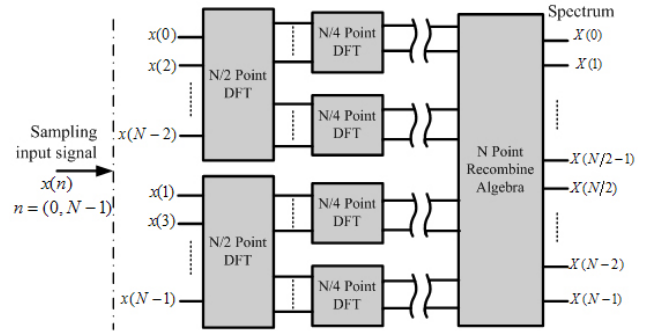 Spectrum
x(0)
x(2)
x(N−2)
N/2 Point
DFT
N/4 Point
DFT
N/4 Point
DFT
Sampling
input signal
x(n)
n = (0, N−1)
x(1)
x(3)
x(N−1)
N/2 Point
DFT
N/4 Point
DFT
N/4 Point
DFT
N Point
Recombine
Algebra
X(0)
X(1)
X(N/2−1)
X(N/2)
X(N−2)
X(N−1)